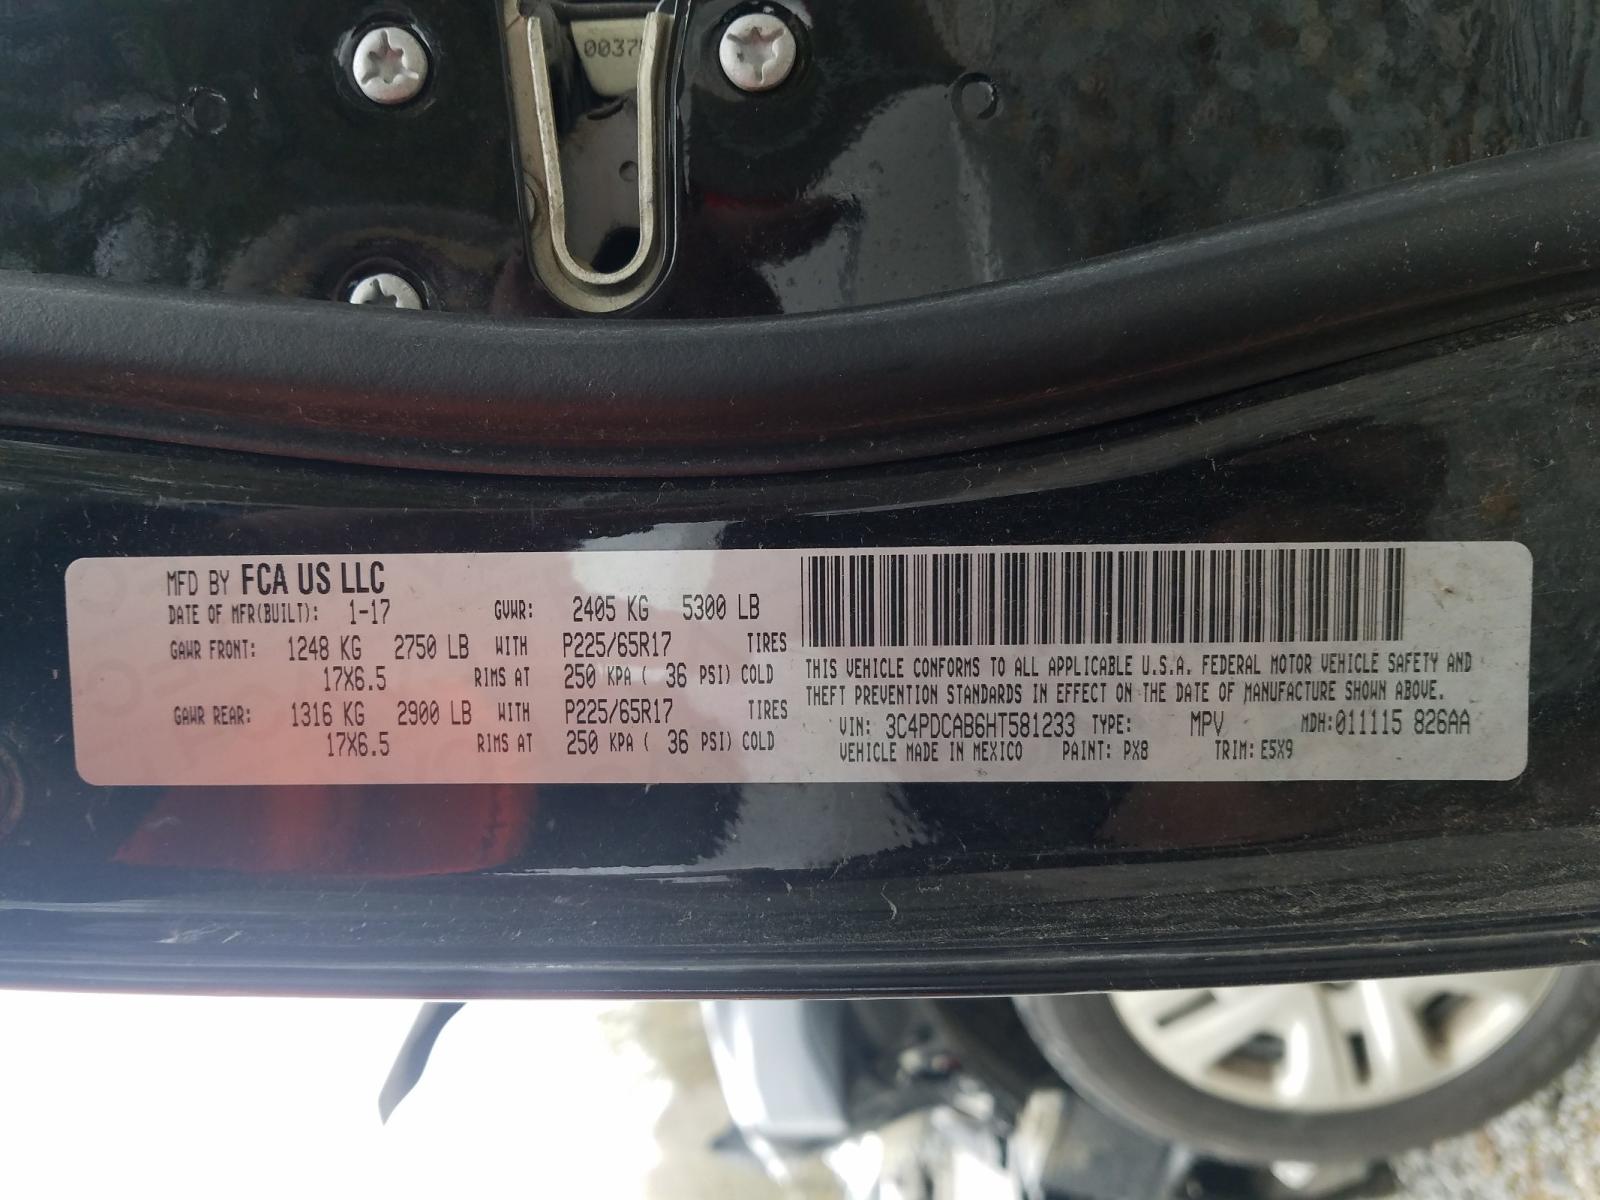 0037
MFD BY FCA US LLC
DATE OF MFR(BUILT): 1-17 GVWR: 2405 KG 5300 LB
GAWR FRONT: 1248 KG 2750 LB WITH P225/65R17 TIRES
17X6.5 RIMS AT 250 KPA ( 36 PSI) COLD
GAWR REAR: 1316 KG 2900 LB WITH P225/65R17 TIRES
17X6.5 RIMS AT 250 KPA ( 36 PSI) COLD
THIS VEHICLE CONFORMS TO ALL APPLICABLE U.S.A. FEDERAL MOTOR VEHICLE SAFETY AND
THEFT PREVENTION STANDARDS IN EFFECT ON THE DATE OF MANUFACTURE SHOWN ABOVE.
VIN: 3C4PDCAB6HT581233 TYPE: MPV MDH:011115 826AA
VEHICLE MADE IN MEXICO PAINT: PX8 TRIM: E5X9